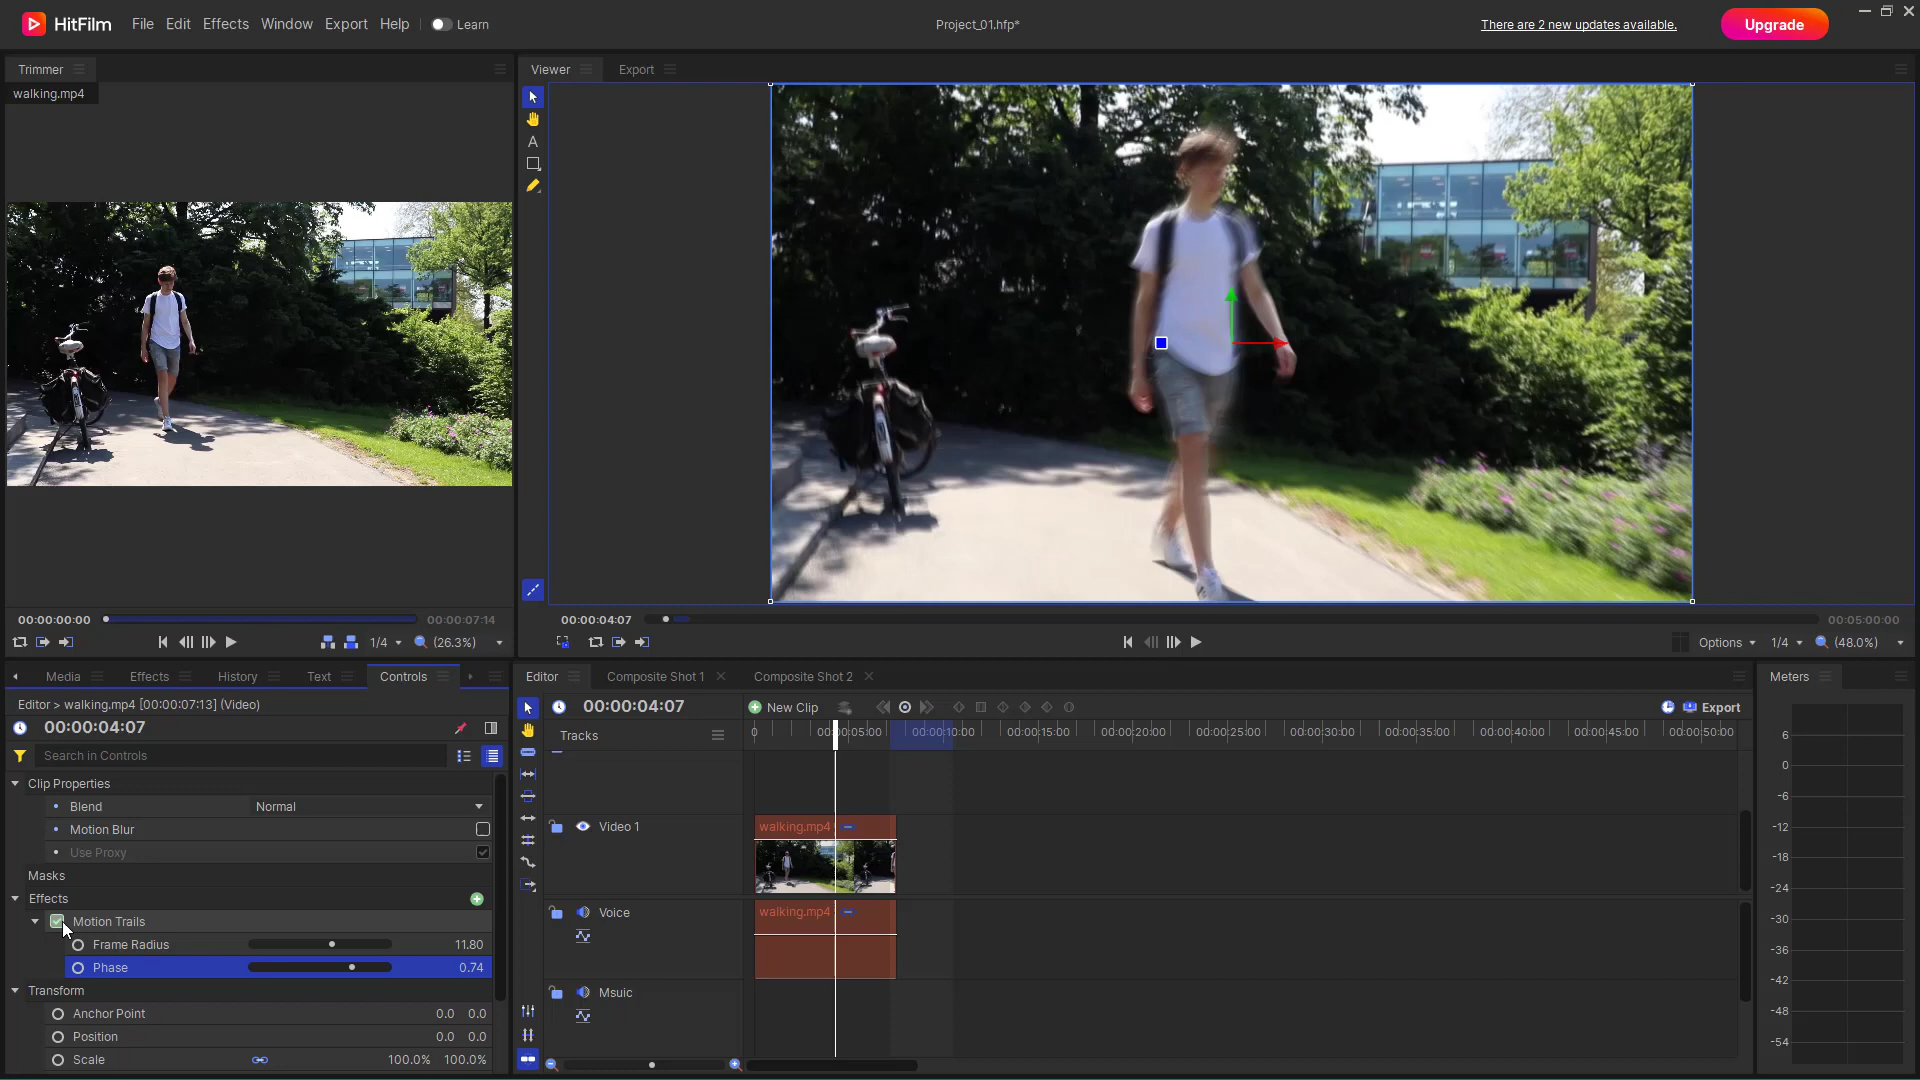 HitFilm File Edit Effects Window Export Help Learn Project_01.hfp* There are 2 new updates available. Upgrade
Trimmer
walking.mp4
Viewer Export
A
00:00:00:00 00:00:07:14
1/4 (26.3%)
00:00:04:07 00:05:00:00
Options 1/4 (48.0%)
Media Effects History Text Controls
Editor > walking.mp4 [00:00:07:13] (Video)
00:00:04:07
Search in Controls
Clip Properties
Blend Normal
Motion Blur
Use Proxy
Masks
Effects
Motion Trails
Frame Radius 11.80
Phase 0.74
Transform
Anchor Point 0.0 0.0
Position 0.0 0.0
Scale 100.0% 100.0%
Editor Composite Shot 1 Composite Shot 2
00:00:04:07 New Clip Export
Tracks
0 00:00:05:00 00:00:10:00 00:00:15:00 00:00:20:00 00:00:25:00 00:00:30:00 00:00:35:00 00:00:40:00 00:00:45:00 00:00:50:00
Video 1 walking.mp4
Voice walking.mp4
Msuic
Meters
6
0
-6
-12
-18
-24
-30
-36
-42
-48
-54